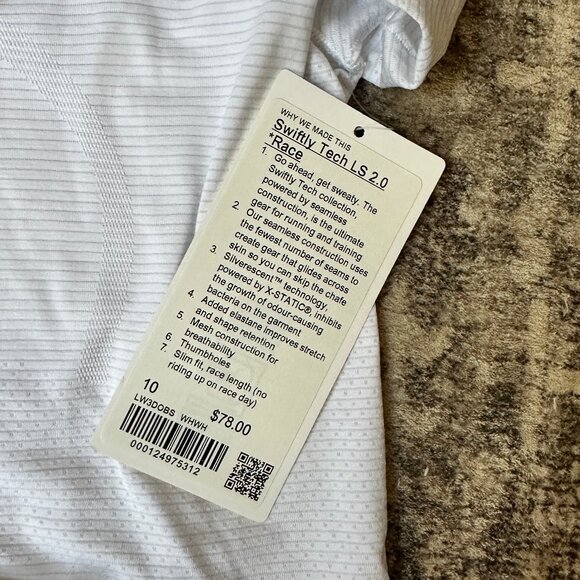 WHY WE MADE THIS
Swiftly Tech LS 2.0
*Race
1. Go ahead, get sweaty. The
Swiftly Tech collection,
powered by seamless
construction, is the ultimate
gear for running and training
2. Our seamless construction uses
the fewest number of seams to
create gear that glides across
skin so you can skip the chafe
3. Silverescent™ technology,
powered by X-STATIC®, inhibits
the growth of odour-causing
bacteria on the garment
4. Added elastane improves stretch
and shape retention
5. Mesh construction for
breathability
6. Thumbholes
7. Slim fit, race length (no
riding up on race day)
10 $78.00
LW3DOBS WHWH
000124975312